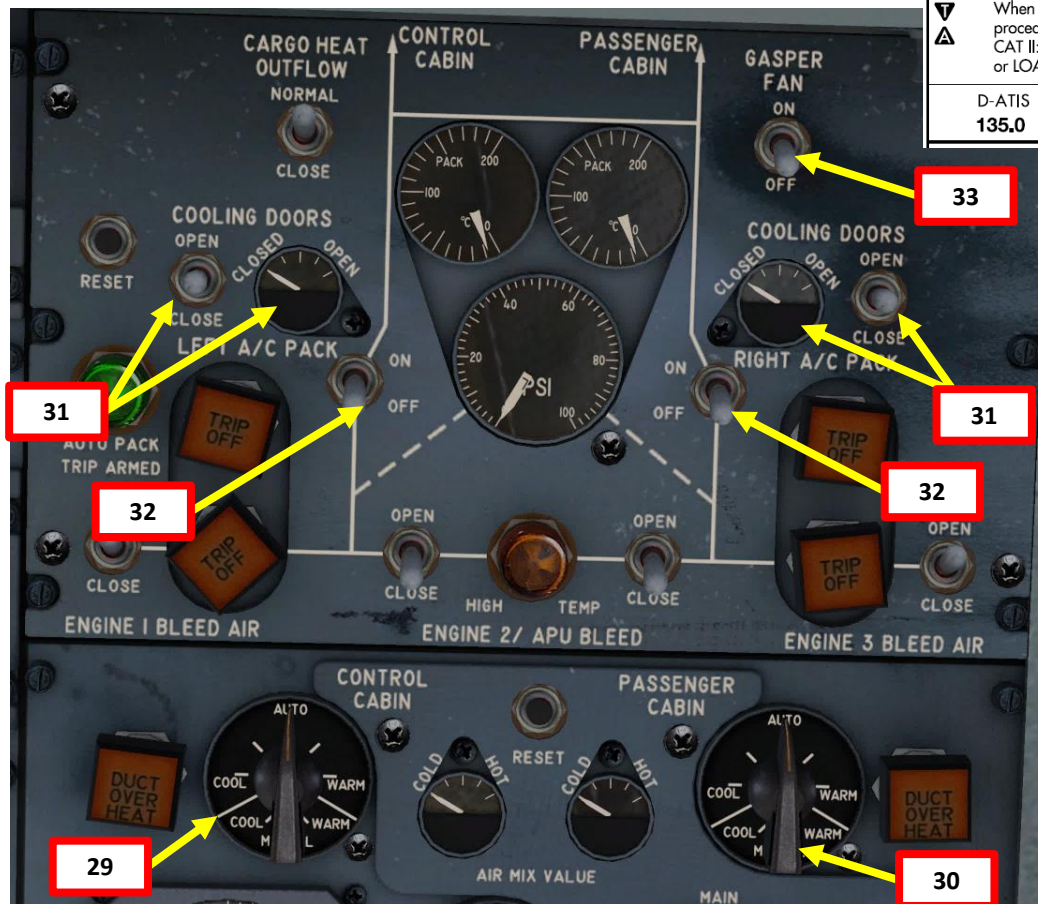 When
proced
CAT II:
or LOA
D-ATIS
135.0
CARGO HEAT
OUTFLOW
NORMAL
CLOSE
CONTROL
CABIN
PASSENGER
CABIN
GASPER
FAN
ON
OFF
33
PACK 200
100
°C 0
PACK 200
100
°C 0
COOLING DOORS
OPEN
CLOSE
CLOSED
OPEN
RESET
LEFT A/C PACK
COOLING DOORS
OPEN
CLOSE
CLOSED
OPEN
RIGHT A/C PACK
ON
OFF
ON
OFF
20
40
60
80
100
PSI
31
31
32
32
AUTO PACK
TRIP ARMED
TRIP
OFF
TRIP
OFF
TRIP
OFF
TRIP
OFF
CLOSE
OPEN
CLOSE
HIGH TEMP
OPEN
CLOSE
OPEN
CLOSE
ENGINE 1 BLEED AIR
ENGINE 2/ APU BLEED
ENGINE 3 BLEED AIR
CONTROL
CABIN
PASSENGER
CABIN
AUTO
COOL
WARM
COOL
WARM
M L
DUCT
OVER
HEAT
COLD
HOT
RESET
COLD
HOT
AIR MIX VALUE
AUTO
COOL
WARM
COOL
WARM
M
DUCT
OVER
HEAT
29
30
MAIN